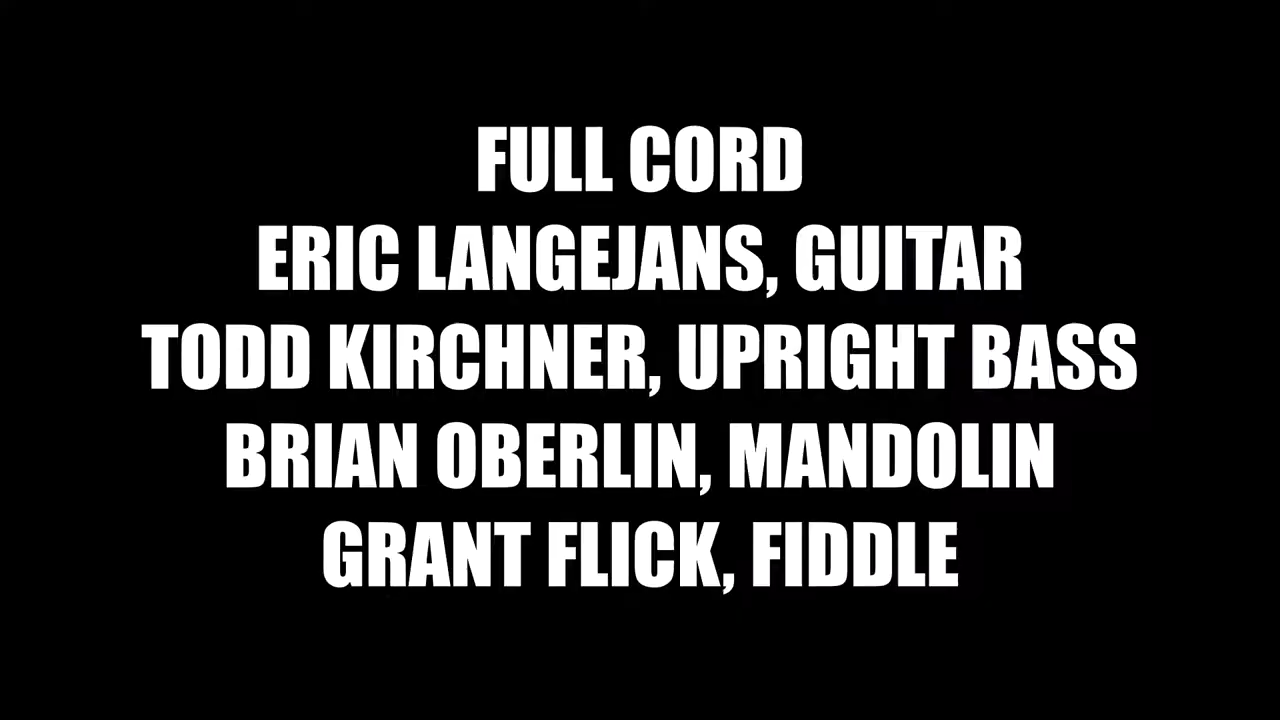 FULL CORD
ERIC LANGEJANS, GUITAR
TODD KIRCHNER, UPRIGHT BASS
BRIAN OBERLIN, MANDOLIN
GRANT FLICK, FIDDLE